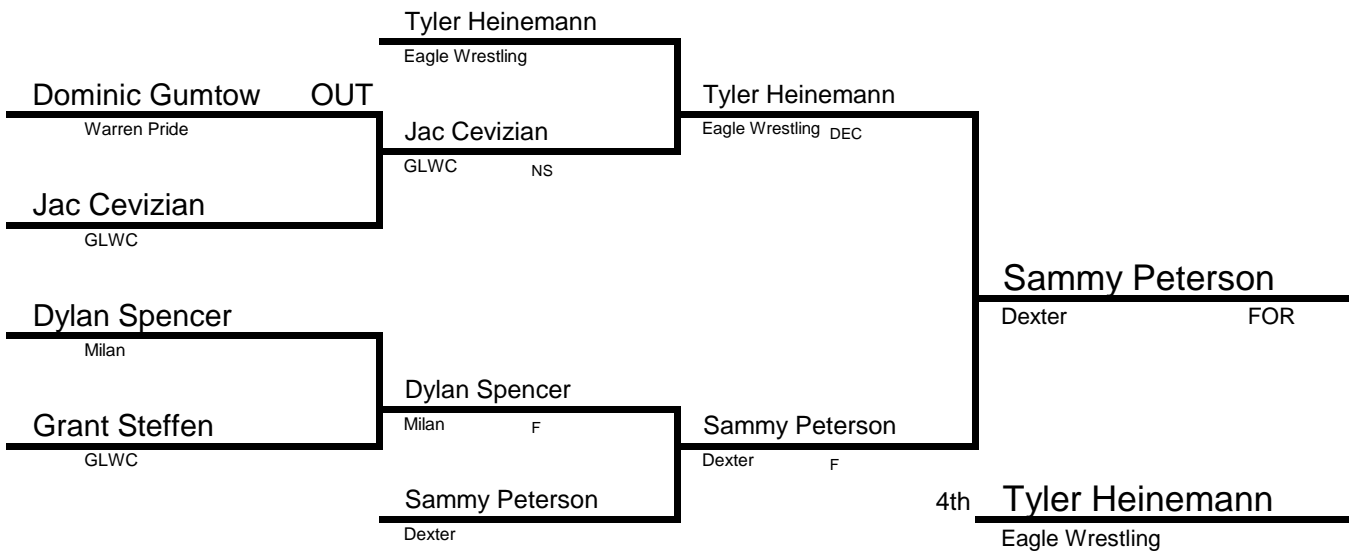 Tyler Heinemann
Eagle Wrestling
Dominic Gumtow OUT
Warren Pride
Tyler Heinemann
Eagle Wrestling DEC
Jac Cevizian
GLWC NS
Jac Cevizian
GLWC
Sammy Peterson
Dexter FOR
Dylan Spencer
Milan
Dylan Spencer
Milan F
Grant Steffen
GLWC
Sammy Peterson
Dexter F
Sammy Peterson
Dexter
4th Tyler Heinemann
Eagle Wrestling